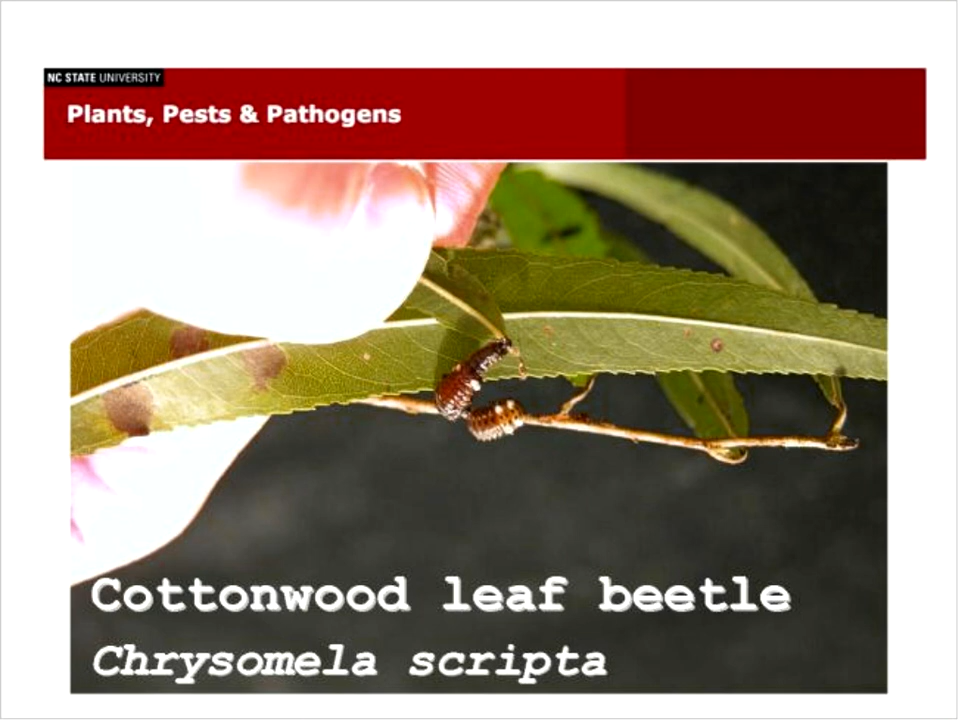 NC STATE UNIVERSITY
Plants, Pests & Pathogens
Cottonwood leaf beetle
Chrysomela scripta